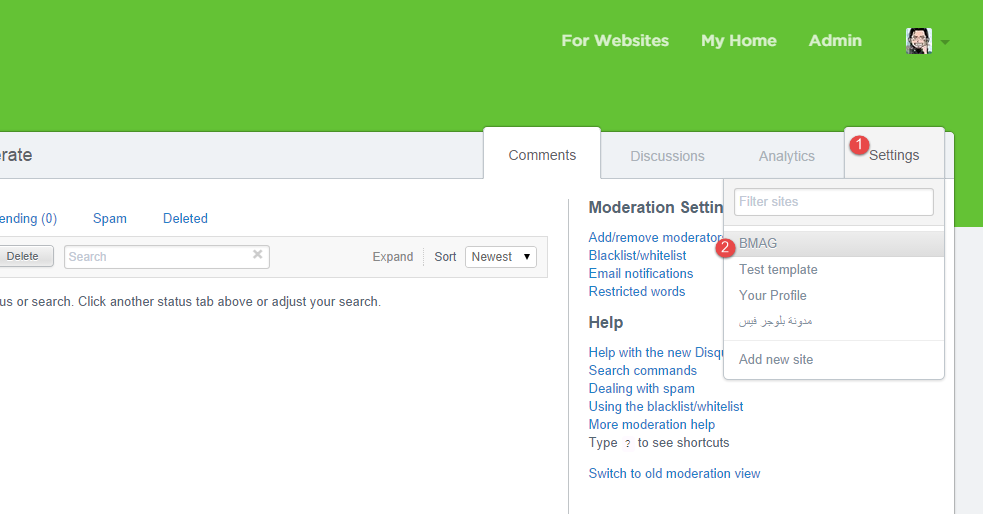 For Websites My Home Admin
erate
Comments Discussions Analytics 1 Settings
ending (0) Spam Deleted
Delete Search Expand Sort Newest
us or search. Click another status tab above or adjust your search.
Moderation Settin
Add/remove moderator
Blacklist/whitelist
Email notifications
Restricted words
Help
Help with the new Disqu
Search commands
Dealing with spam
Using the blacklist/whitelist
More moderation help
Type ? to see shortcuts
Switch to old moderation view
Filter sites
2 BMAG
Test template
Your Profile
مدونة بلوجر فيس
Add new site